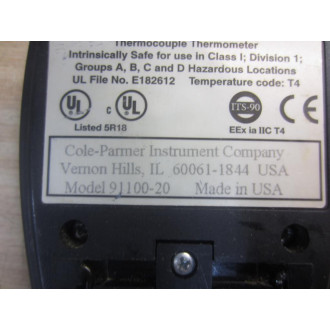 Thermocouple Thermometer
Intrinsically Safe for use in Class I; Division 1;
Groups A, B, C and D Hazardous Locations
UL File No. E182612 Temperature code: T4
UL c UL ITS-90
Listed 5R18 EEx ia IIC T4
Cole-Parmer Instrument Company
Vernon Hills, IL 60061-1844 USA
Model 91100-20 Made in USA